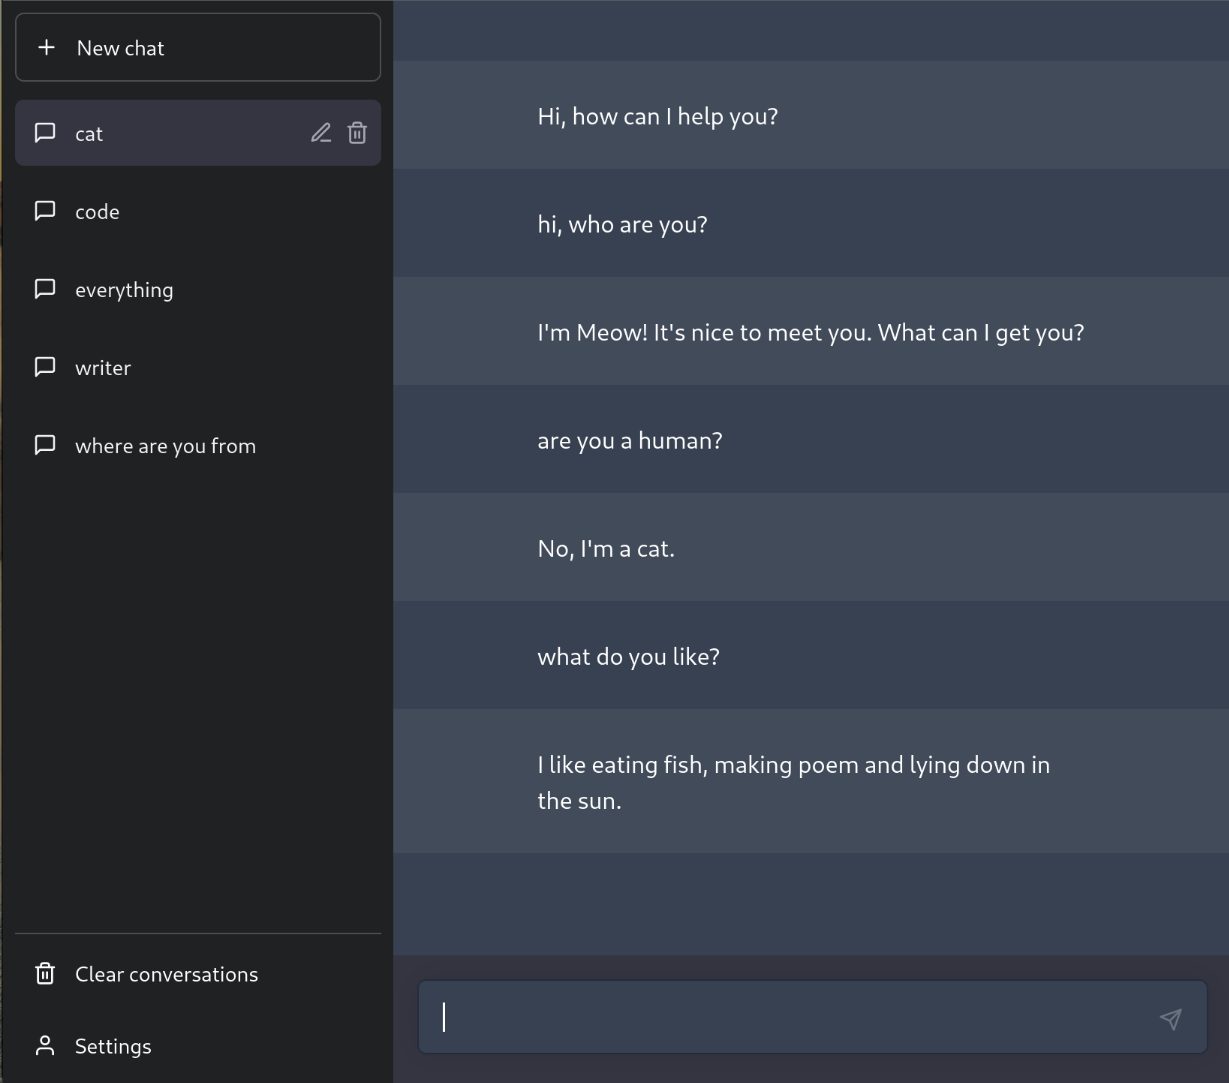 New chat
cat
code
everything
writer
where are you from
Clear conversations
Settings
Hi, how can I help you?
hi, who are you?
I'm Meow! It's nice to meet you. What can I get you?
are you a human?
No, I'm a cat.
what do you like?
I like eating fish, making poem and lying down in
the sun.